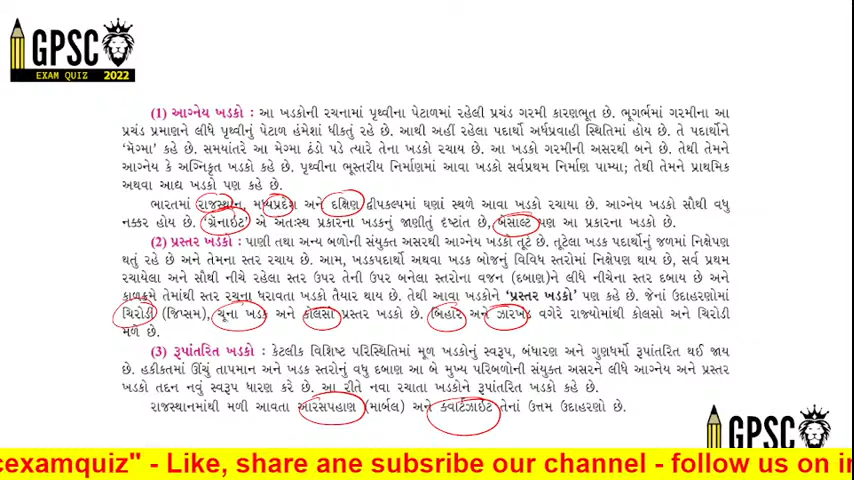 GPSC
EXAM QUIZ 2022
(1) આગ્નેય ખડકો : આ ખડકોની રચનામાં પૃથ્વીના પેટાળમાં રહેલી પ્રચંડ ગરમી કારણભૂત છે. ભૂગર્ભમાં ગરમીના આ
પ્રચંડ પ્રમાણને લીધે પૃથ્વીનું પેટાળ હંમેશાં ધીકતું રહે છે. આથી અહીં રહેલા પદાર્થો અર્ધપ્રવાહી સ્થિતિમાં હોય છે. તે પદાર્થોને
‘મેગ્મા’ કહે છે. સમયાંતરે આ મેગ્મા ઠંડો પડે ત્યારે તેના ખડકો રચાય છે. આ ખડકો ગરમીની અસરથી બને છે. તેથી તેમને
આગ્નેય કે અગ્નિકૃત ખડકો કહે છે. પૃથ્વીના ભૂસ્તરીય નિર્માણમાં આવા ખડકો સર્વપ્રથમ નિર્માણ પામ્યા; તેથી તેમને પ્રાથમિક
અથવા આદ્ય ખડકો પણ કહે છે.
ભારતમાં રાજસ્થાન, મધ્યપ્રદેશ અને દક્ષિણ દ્વીપકલ્પમાં ઘણાં સ્થળે આવા ખડકો રચાયા છે. આગ્નેય ખડકો સૌથી વધુ
નક્કર હોય છે. ‘ગ્રૅનાઈટ’ એ અંતઃસ્થ પ્રકારના ખડકનું જાણીતું દૃષ્ટાંત છે, બેસાલ્ટ પણ આ પ્રકારના ખડકો છે.
(2) પ્રસ્તર ખડકો : પાણી તથા અન્ય બળોની સંયુક્ત અસરથી આગ્નેય ખડકો તૂટે છે. તૂટેલા ખડક પદાર્થોનું જળમાં નિક્ષેપણ
થતું રહે છે અને તેમના સ્તર રચાય છે. આમ, ખડકપદાર્થો અથવા ખડક બોજનું વિવિધ સ્તરોમાં નિક્ષેપણ થાય છે, સર્વ પ્રથમ
રચાયેલા અને સૌથી નીચે રહેલા સ્તર ઉપર તેની ઉપર બનેલા સ્તરોના વજન (દબાણ)ને લીધે નીચેના સ્તર દબાય છે અને
કાળક્રમે તેમાંથી સ્તર રચના ધરાવતા ખડકો તૈયાર થાય છે. તેથી આવા ખડકોને ‘પ્રસ્તર ખડકો’ પણ કહે છે. જેનાં ઉદાહરણોમાં
ચિરોડી (જિપ્સમ), ચૂના ખડક અને કોલસો પ્રસ્તર ખડકો છે. બિહાર અને ઝારખંડ વગેરે રાજ્યોમાંથી કોલસો અને ચિરોડી
મળે છે.
(3) રૂપાંતરિત ખડકો : કેટલીક વિશિષ્ટ પરિસ્થિતિમાં મૂળ ખડકોનું સ્વરૂપ, બંધારણ અને ગુણધર્મો રૂપાંતરિત થઈ જાય
છે. હકીકતમાં ઊંચું તાપમાન અને ખડક સ્તરોનું વધુ દબાણ આ બે મુખ્ય પરિબળોની સંયુક્ત અસરને લીધે આગ્નેય અને પ્રસ્તર
ખડકો તદન નવું સ્વરૂપ ધારણ કરે છે. આ રીતે નવા રચાતા ખડકોને રૂપાંતરિત ખડકો કહે છે.
રાજસ્થાનમાંથી મળી આવતા આરસપહાણ (માર્બલ) અને ક્વાર્ટઝાઈટ તેનાં ઉત્તમ ઉદાહરણો છે.
GPSC
cexamquiz" - Like, share ane subsribe our channel - follow us on in